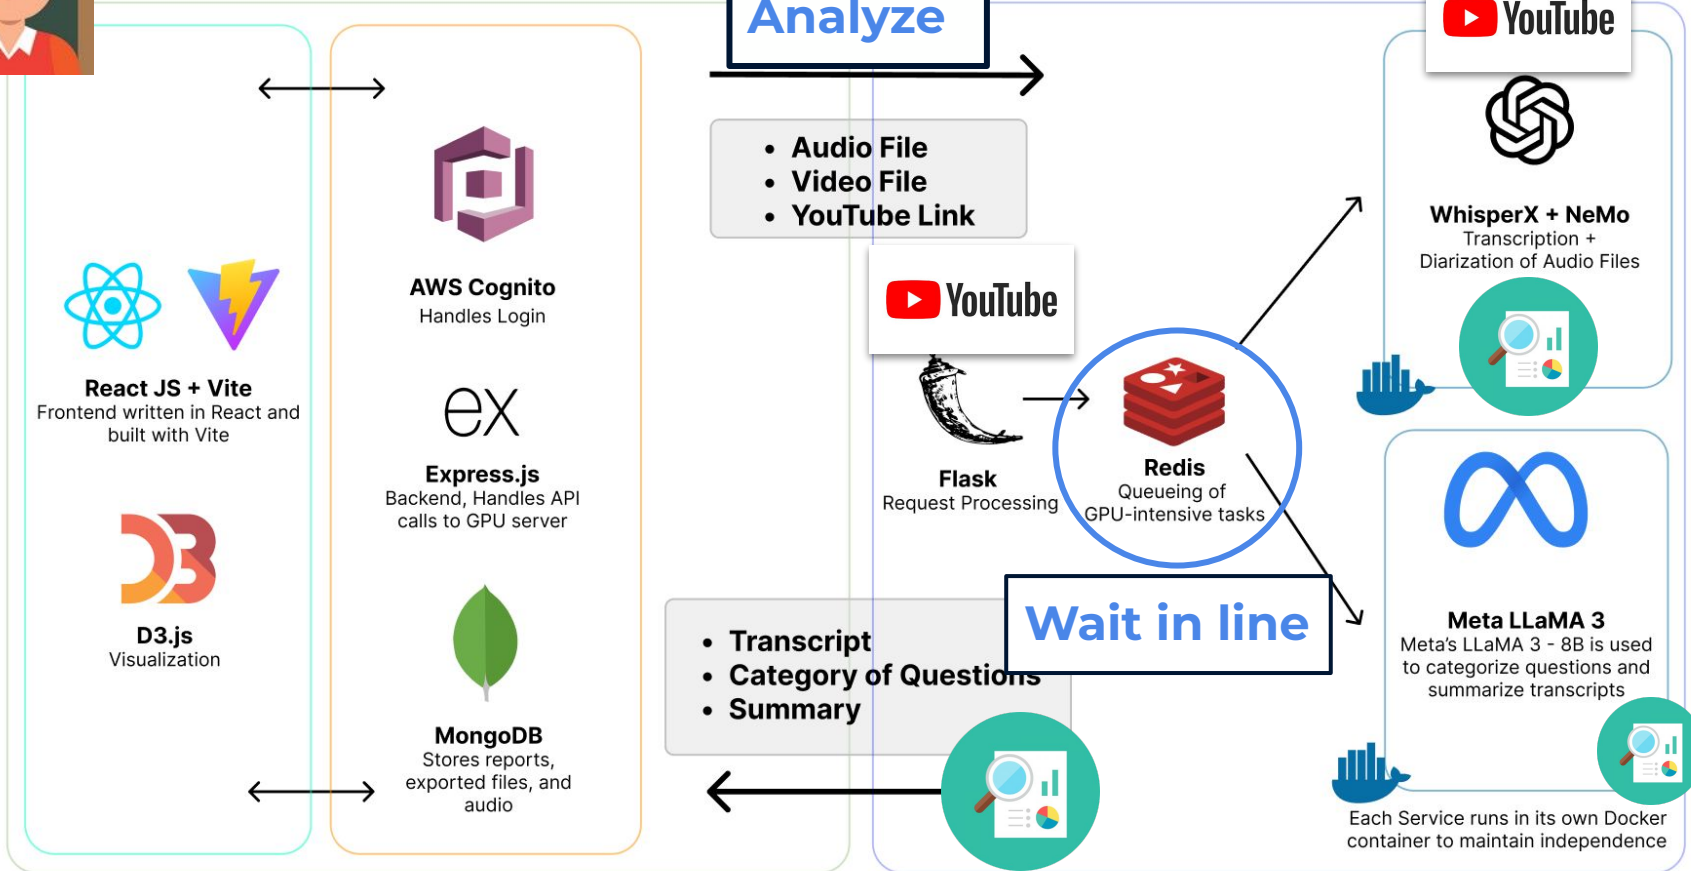 Analyze
YouTube
Audio File
Video File
YouTube Link
WhisperX + NeMo
Transcription +
Diarization of Audio Files
AWS Cognito
Handles Login
YouTube
React JS + Vite
Frontend written in React and
built with Vite
ex
Express.js
Backend, Handles API
calls to GPU server
Flask
Request Processing
Redis
Queueing of
GPU-intensive tasks
D3.js
Visualization
Wait in line
Transcript
Category of Questions
Summary
Meta LLaMA 3
Meta's LLaMA 3 - 8B is used
to categorize questions and
summarize transcripts
MongoDB
Stores reports,
exported files, and
audio
Each Service runs in its own Docker
container to maintain independence